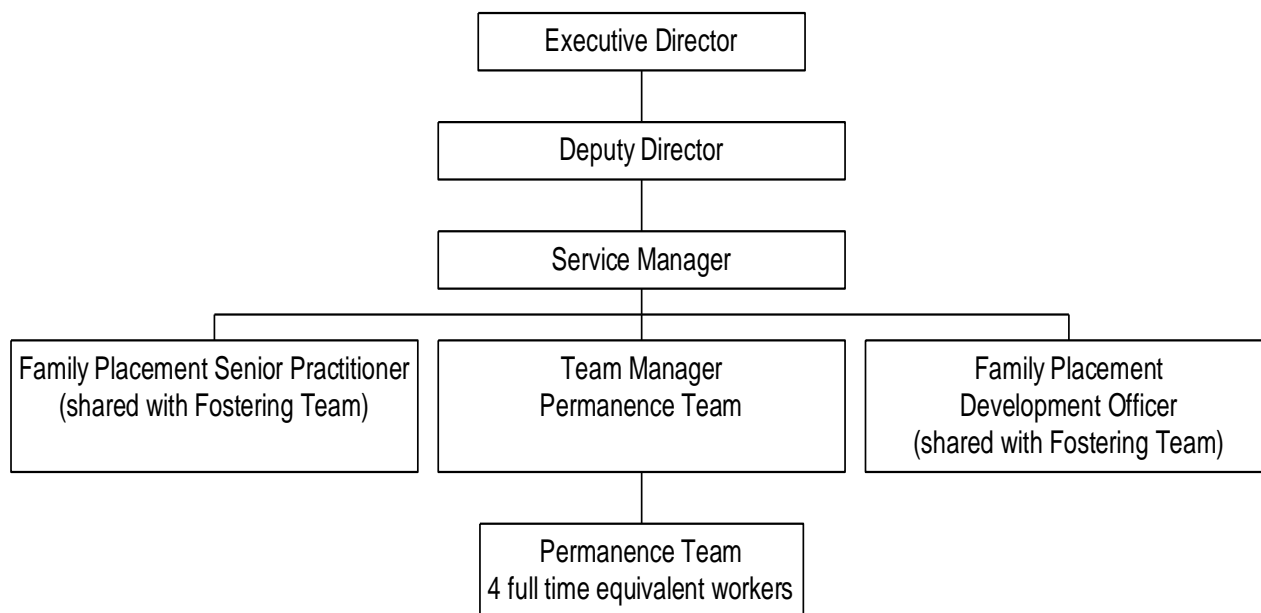 Executive Director
Deputy Director
Service Manager
Family Placement Senior Practitioner
(shared with Fostering Team)
Team Manager
Permanence Team
Family Placement
Development Officer
(shared with Fostering Team)
Permanence Team
4 full time equivalent workers